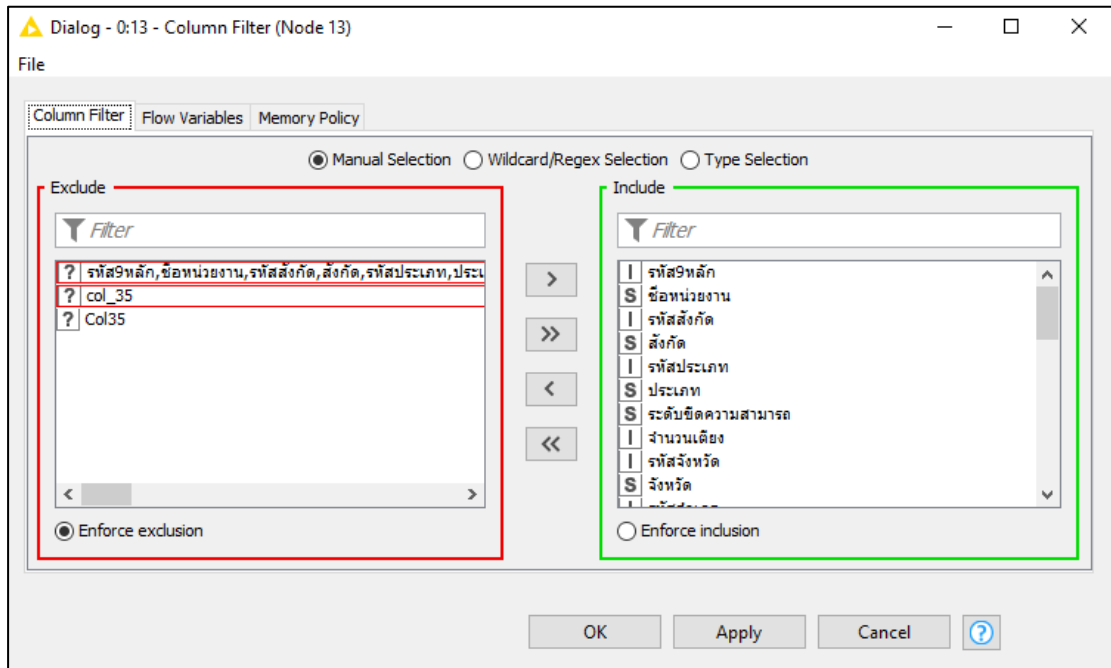 Dialog - 0:13 - Column Filter (Node 13)
File
Column Filter Flow Variables Memory Policy
Manual Selection Wildcard/Regex Selection Type Selection
Exclude
Filter
? รหัส9หลัก,ชื่อหน่วยงาน,รหัสสังกัด,สังกัด,รหัสประเภท,ประเ
? col_35
? Col35
Enforce exclusion
>
>>
<
<<
Include
Filter
I รหัส9หลัก
S ชื่อหน่วยงาน
I รหัสสังกัด
S สังกัด
I รหัสประเภท
S ประเภท
S ระดับขีดความสามารถ
I จำนวนเตียง
I รหัสจังหวัด
S จังหวัด
Enforce inclusion
OK Apply Cancel ?